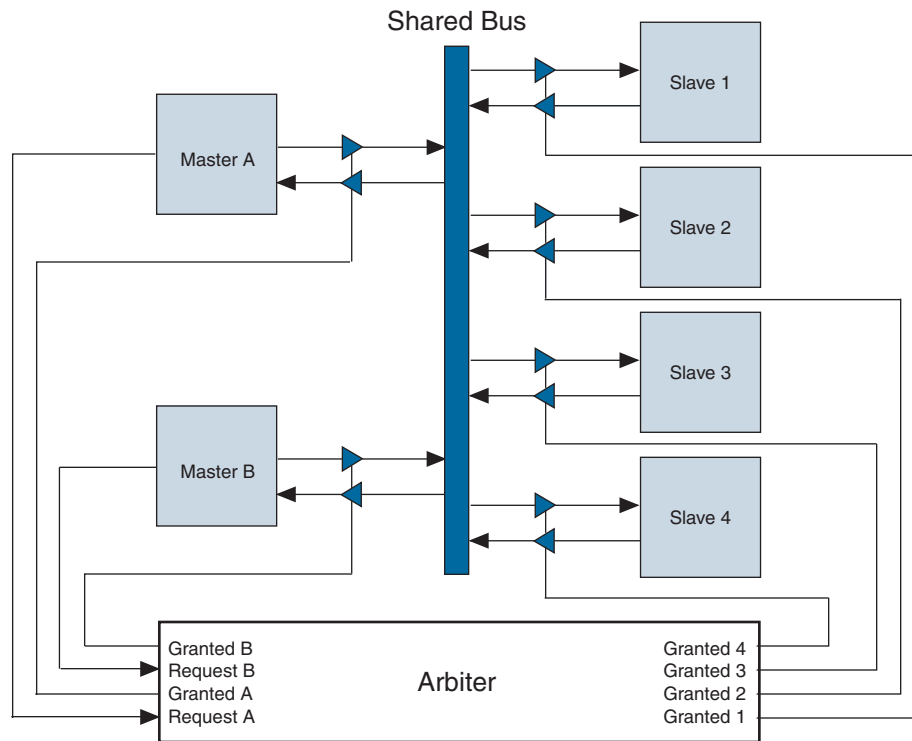 Shared Bus
Slave 1
Master A
Slave 2
Slave 3
Master B
Slave 4
Granted B
Request B
Granted A
Request A
Arbiter
Granted 4
Granted 3
Granted 2
Granted 1